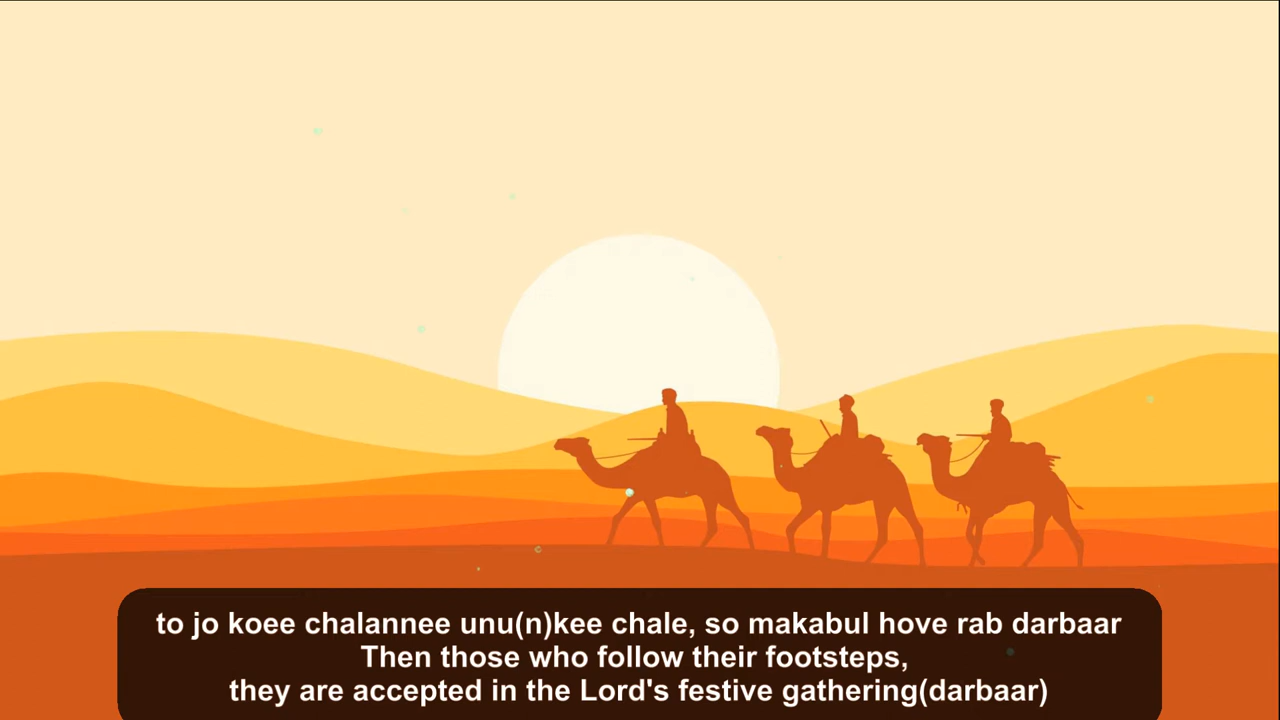 to jo koee chalannee unu(n)kee chale, so makabul hove rab darbaar
Then those who follow their footsteps,
they are accepted in the Lord's festive gathering(darbaar)